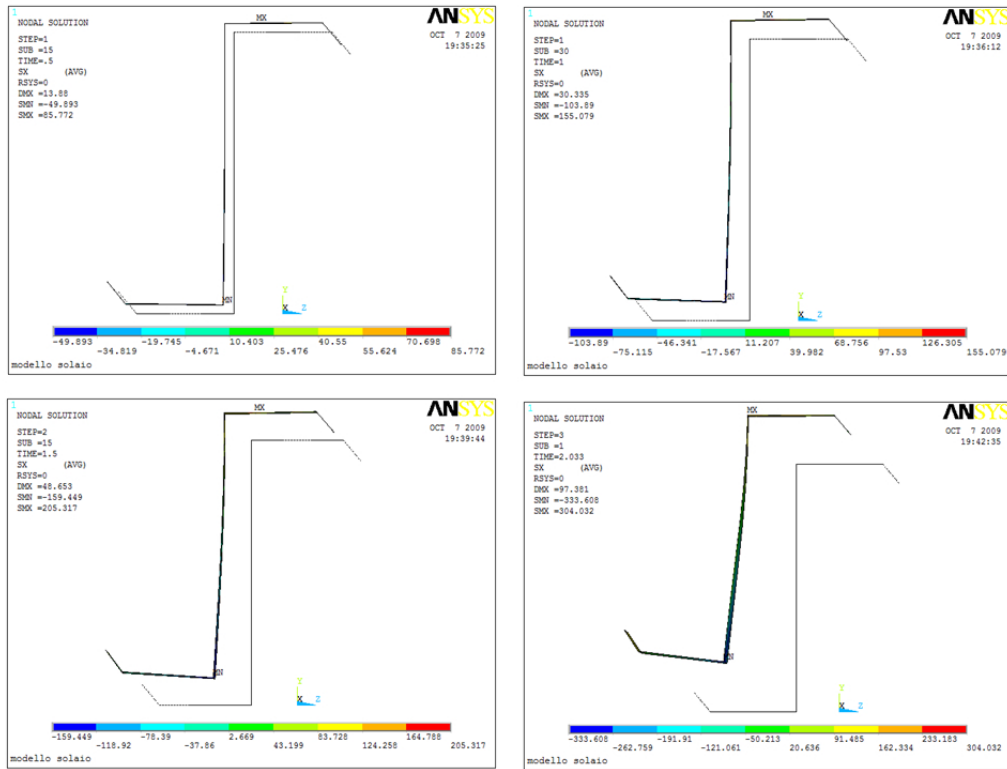 1
NODAL SOLUTION
STEP=1
SUB =15
TIME=.5
SX (AVG)
RSYS=0
DMX =13.88
SMN =-49.893
SMX =85.772
ANSYS
OCT 7 2009
19:35:25
MX
MN
Y
X Z
-49.893 -19.745 10.403 40.55 70.698
-34.819 -4.671 25.476 55.624 85.772
modello solaio
1
NODAL SOLUTION
STEP=1
SUB =30
TIME=1
SX (AVG)
RSYS=0
DMX =30.335
SMN =-103.89
SMX =155.079
ANSYS
OCT 7 2009
19:36:12
MX
MN
Y
X Z
-103.89 -46.341 11.207 68.756 126.305
-75.115 -17.567 39.982 97.53 155.079
modello solaio
1
NODAL SOLUTION
STEP=2
SUB =15
TIME=1.5
SX (AVG)
RSYS=0
DMX =48.653
SMN =-159.449
SMX =205.317
ANSYS
OCT 7 2009
19:39:44
MX
MN
Y
X Z
-159.449 -78.39 2.669 83.728 164.788
-118.92 -37.86 43.199 124.258 205.317
modello solaio
1
NODAL SOLUTION
STEP=3
SUB =1
TIME=2.033
SX (AVG)
RSYS=0
DMX =97.381
SMN =-333.608
SMX =304.032
ANSYS
OCT 7 2009
19:42:35
MX
MN
Y
X Z
-333.608 -191.91 -50.213 91.485 233.183
-262.759 -121.061 20.636 162.334 304.032
modello solaio